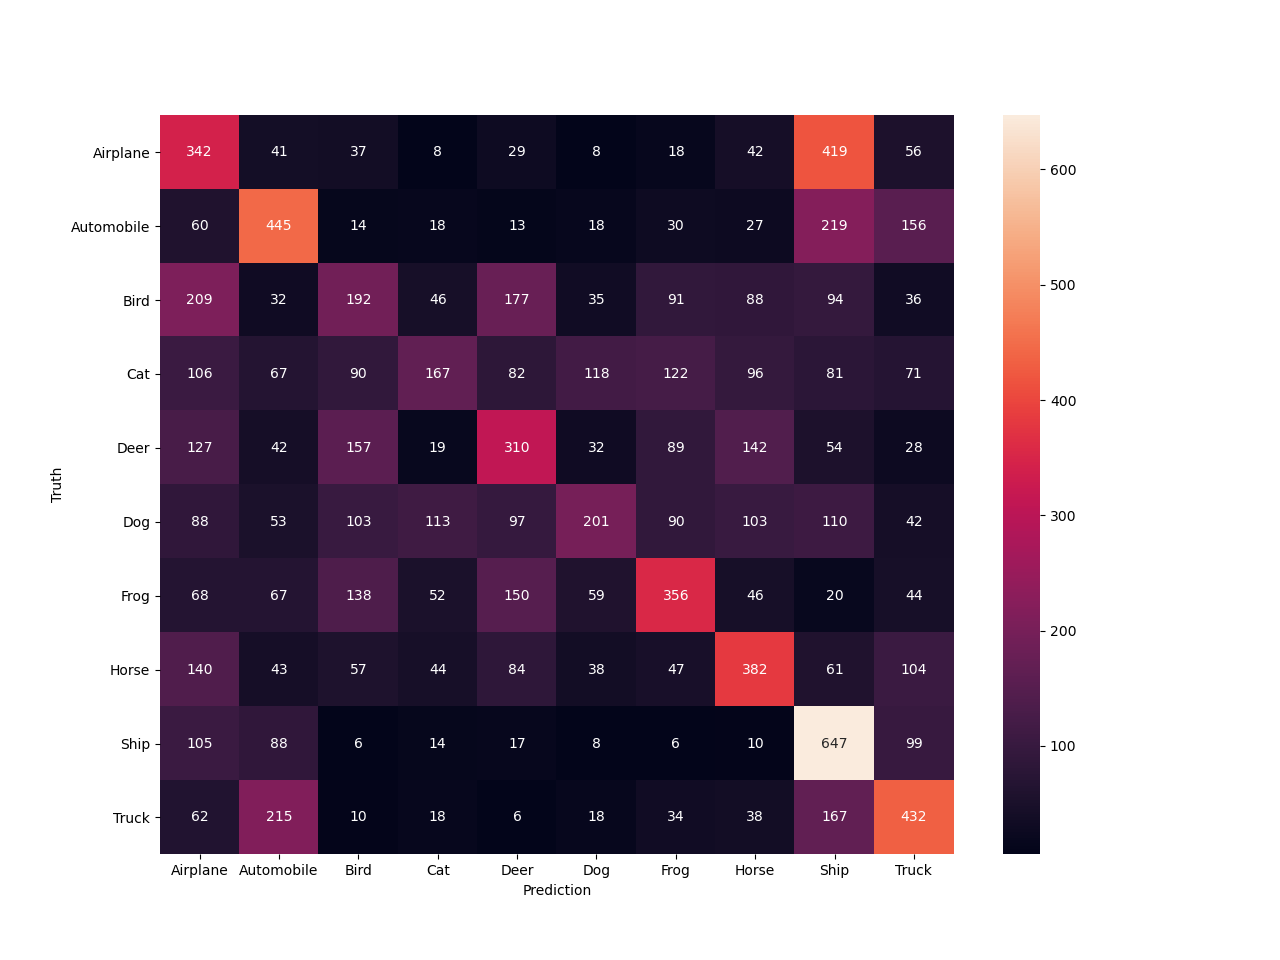 Airplane 342 41 37 8 29 8 18 42 419 56
Automobile 60 445 14 18 13 18 30 27 219 156
Bird 209 32 192 46 177 35 91 88 94 36
Cat 106 67 90 167 82 118 122 96 81 71
Deer 127 42 157 19 310 32 89 142 54 28
Dog 88 53 103 113 97 201 90 103 110 42
Frog 68 67 138 52 150 59 356 46 20 44
Horse 140 43 57 44 84 38 47 382 61 104
Ship 105 88 6 14 17 8 6 10 647 99
Truck 62 215 10 18 6 18 34 38 167 432
Airplane Automobile Bird Cat Deer Dog Frog Horse Ship Truck
Prediction
Truth
600
500
400
300
200
100